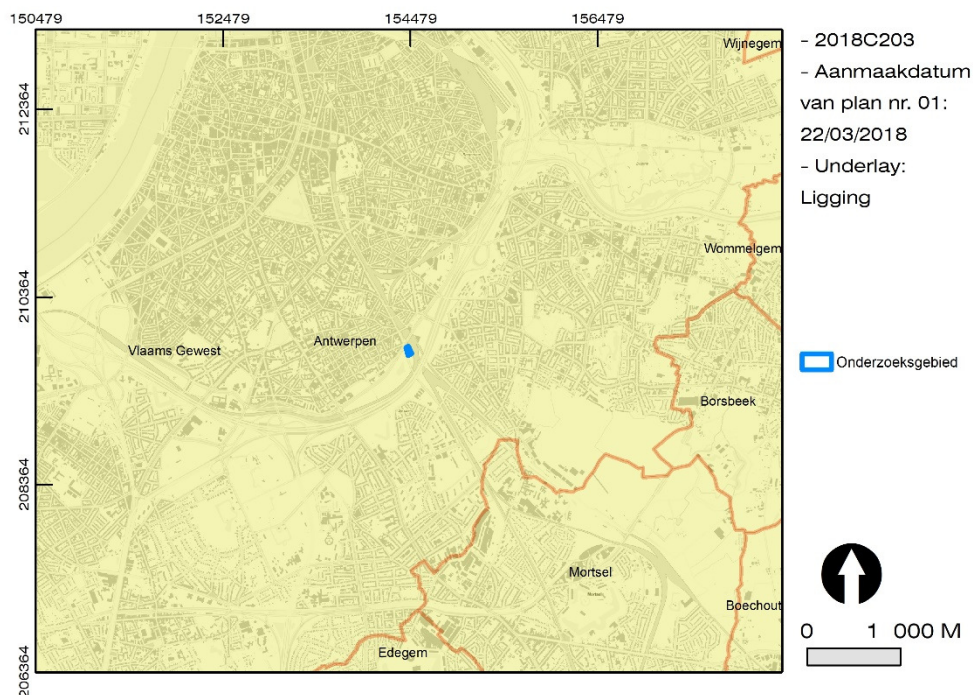 150479
152479
154479
156479
212364
210364
208364
206364
Wijnegem
Wommelgem
Antwerpen
Vlaams Gewest
Borsbeek
Mortsel
Boechout
Edegem
- 2018C203
- Aanmaakdatum
van plan nr. 01:
22/03/2018
- Underlay:
Ligging
Onderzoeksgebied
0 1 000 M